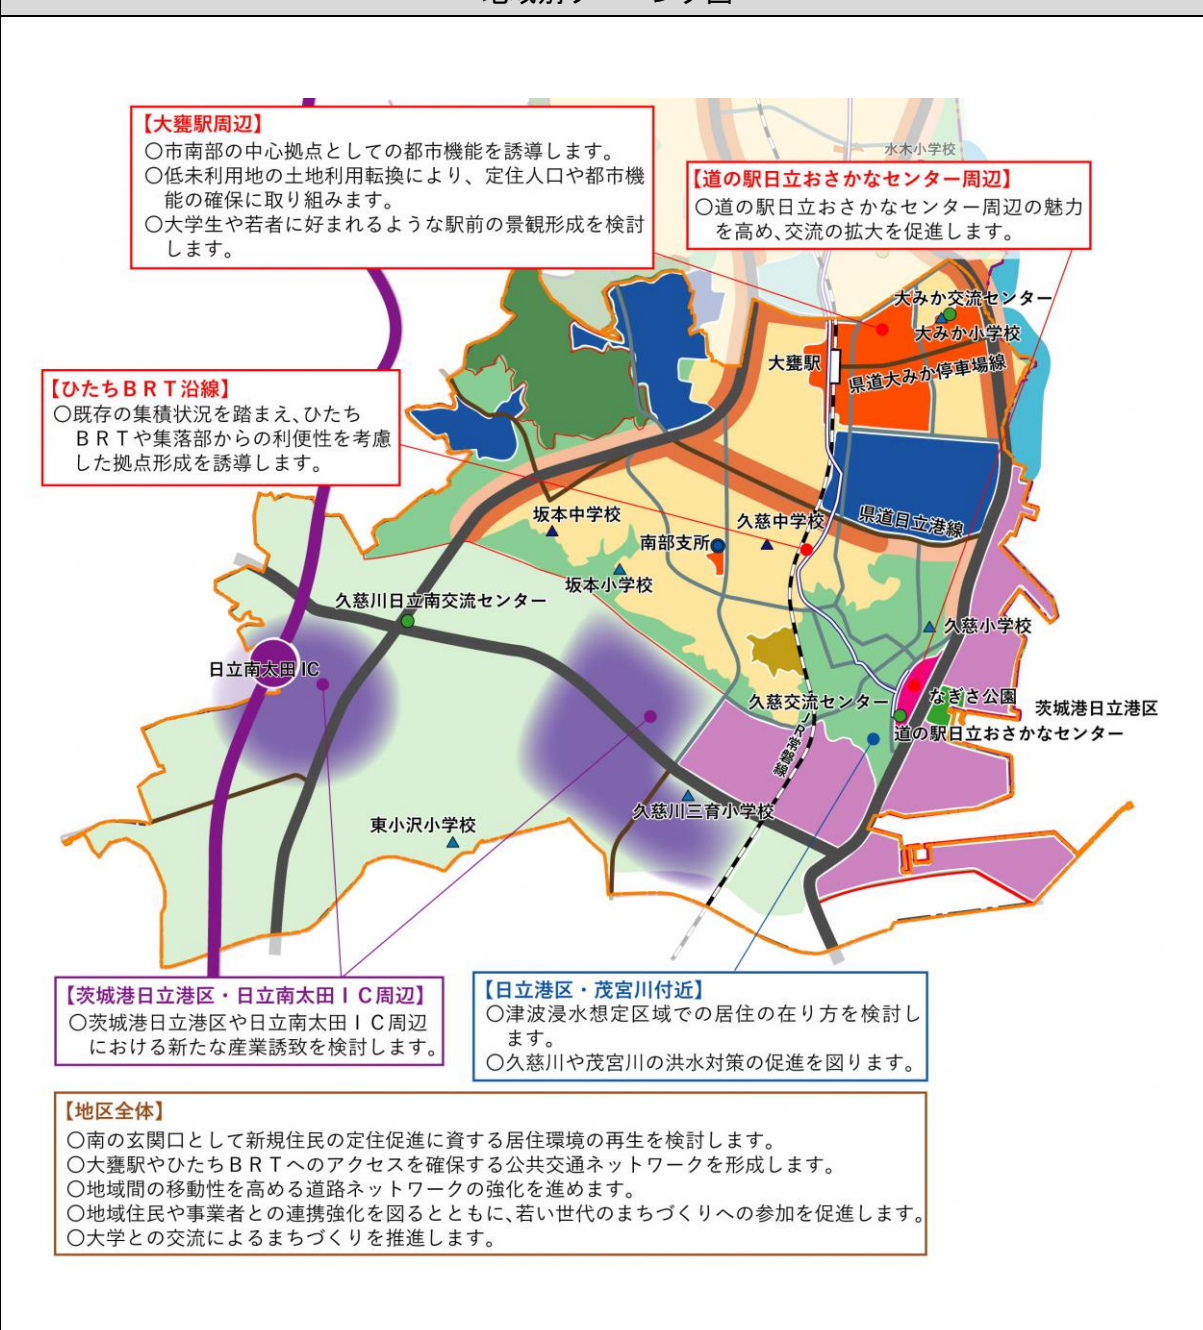 【大甕駅周辺】
○市南部の中心拠点としての都市機能を誘導します。
○低未利用地の土地利用転換により、定住人口や都市機
能の確保に取り組みます。
○大学生や若者に好まれるような駅前の景観形成を検討
します。
水木小学校
【道の駅日立おさかなセンター周辺】
○道の駅日立おさかなセンター周辺の魅力
を高め、交流の拡大を促進します。
大みか交流センター
大みか小学校
大甕駅
県道大みか停車場線
【ひたちBRT沿線】
○既存の集積状況を踏まえ、ひたち
BRTや集落部からの利便性を考慮
した拠点形成を誘導します。
坂本中学校
久慈中学校
県道日立港線
南部支所
坂本小学校
久慈川日立南交流センター
久慈小学校
日立南太田IC
久慈交流センター
なぎさ公園
茨城港日立港区
道の駅日立おさかなセンター
JR常磐線
久慈川三育小学校
東小沢小学校
【茨城港日立港区・日立南太田IC周辺】
○茨城港日立港区や日立南太田IC周辺
における新たな産業誘致を検討します。
【日立港区・茂宮川付近】
○津波浸水想定区域での居住の在り方を検討し
ます。
○久慈川や茂宮川の洪水対策の促進を図ります。
【地区全体】
○南の玄関口として新規住民の定住促進に資する居住環境の再生を検討します。
○大甕駅やひたちBRTへのアクセスを確保する公共交通ネットワークを形成します。
○地域間の移動性を高める道路ネットワークの強化を進めます。
○地域住民や事業者との連携強化を図るとともに、若い世代のまちづくりへの参加を促進します。
○大学との交流によるまちづくりを推進します。